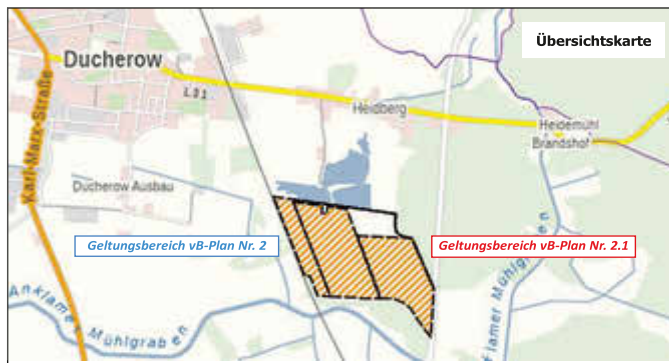 Übersichtskarte
Ducherow
L31
Heidberg
Heidemühl
Brandshof
Karl-Marx-Straße
Ducherow Ausbau
Geltungsbereich vB-Plan Nr. 2
Geltungsbereich vB-Plan Nr. 2.1
Anklamer Mühlgraben
klamer Mühlgraben